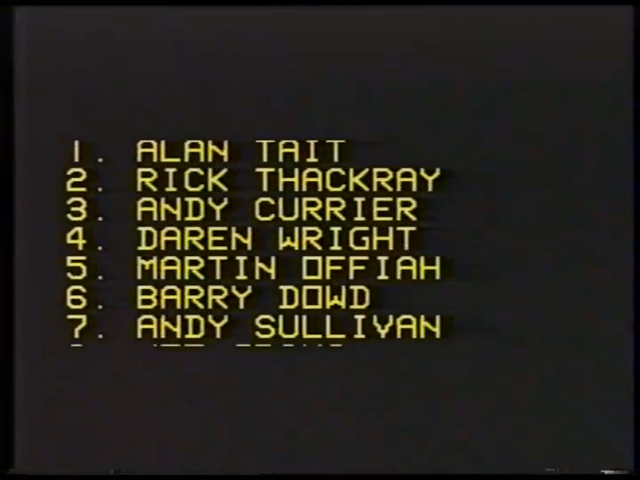 1. ALAN TAIT
2. RICK THACKRAY
3. ANDY CURRIER
4. DAREN WRIGHT
5. MARTIN OFFIAH
6. BARRY DOWD
7. ANDY SULLIVAN